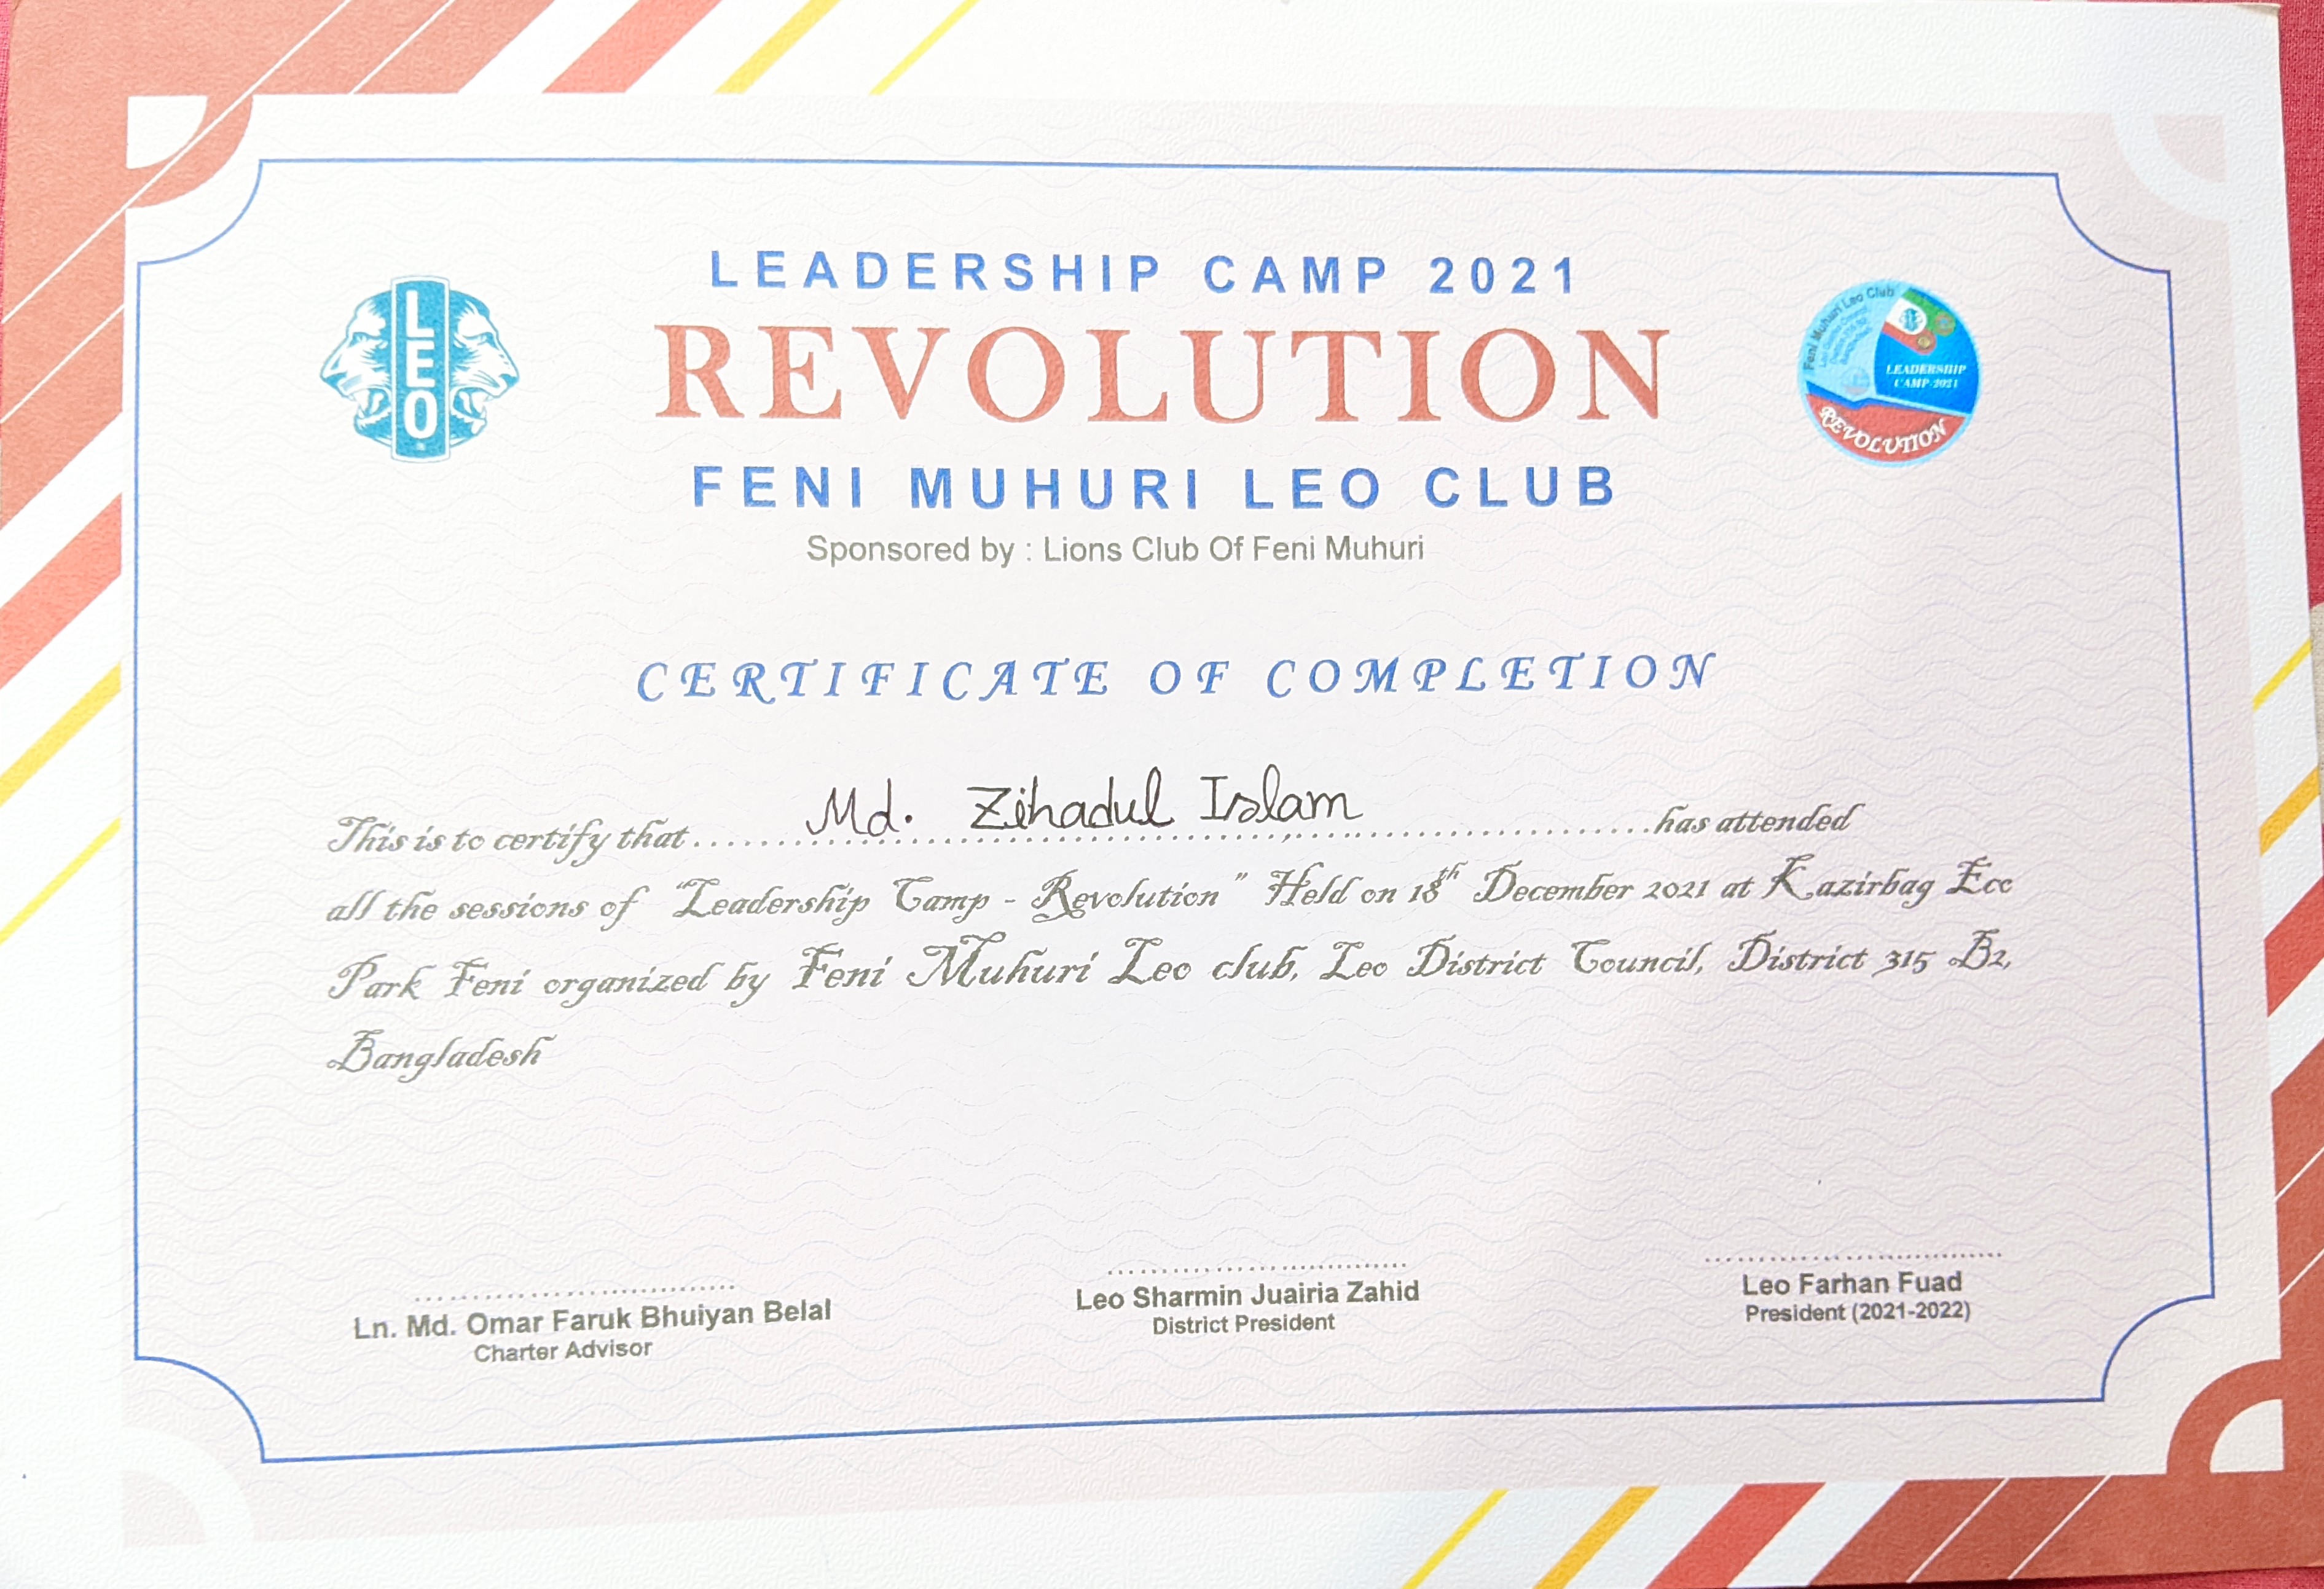 LEADERSHIP CAMP 2021
REVOLUTION
FENI MUHURI LEO CLUB
Sponsored by : Lions Club Of Feni Muhuri
LEO
Feni Muhuri Leo Club
LEADERSHIP
CAMP-2021
REVOLUTION
CERTIFICATE OF COMPLETION
This is to certify that Md. Zihadul Islam has attended
all the sessions of "Leadership Camp - Revolution" Held on 18th December 2021 at Kazirbag Eco
Park Feni organized by Feni Muhuri Leo club, Leo District Council, District 315 B2,
Bangladesh
Ln. Md. Omar Faruk Bhuiyan Belal
Charter Advisor
Leo Sharmin Juairia Zahid
District President
Leo Farhan Fuad
President (2021-2022)